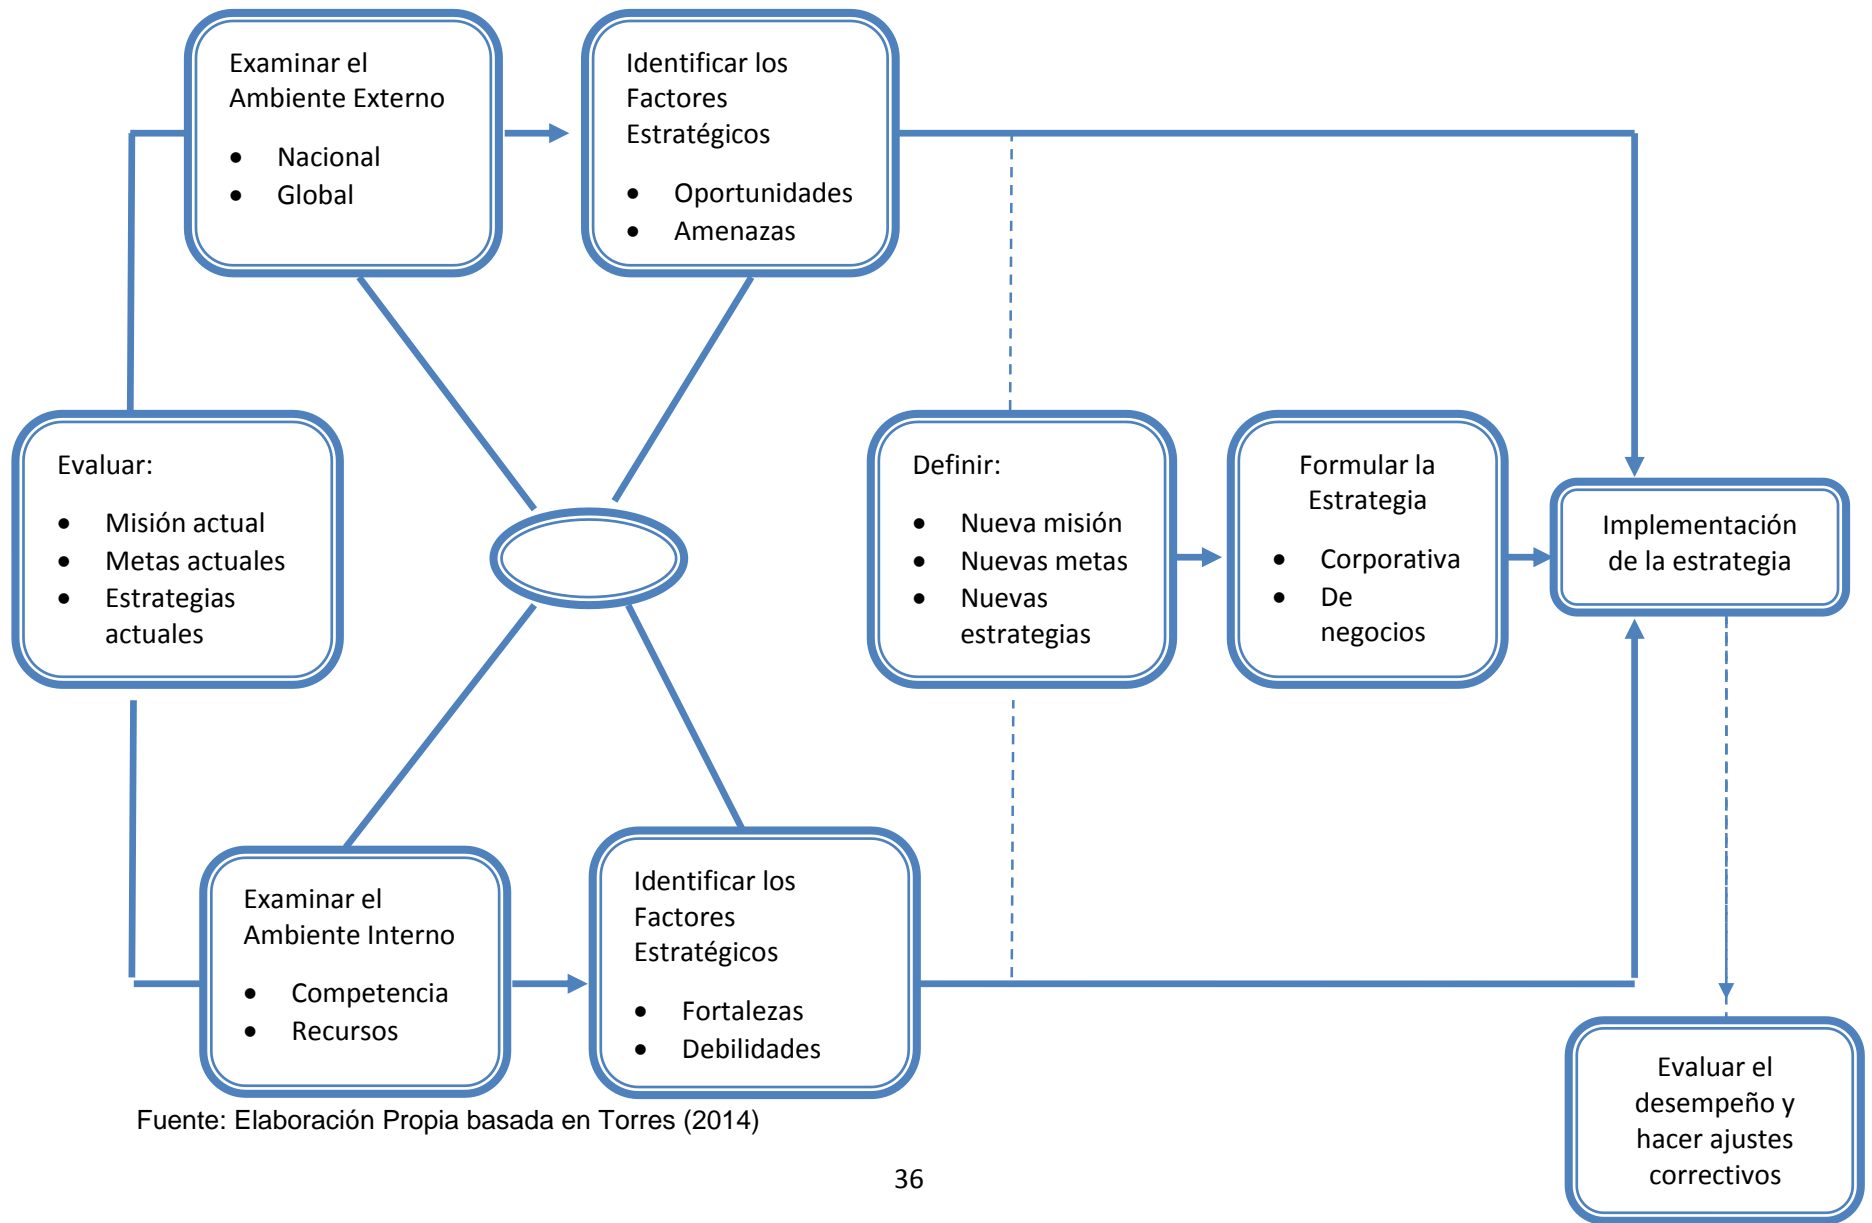 Examinar el
Ambiente Externo
• Nacional
• Global
Identificar los
Factores
Estratégicos
• Oportunidades
• Amenazas
Evaluar:
• Misión actual
• Metas actuales
• Estrategias
actuales
Definir:
• Nueva misión
• Nuevas metas
• Nuevas
estrategias
Formular la
Estrategia
• Corporativa
• De
negocios
Implementación
de la estrategia
Examinar el
Ambiente Interno
• Competencia
• Recursos
Identificar los
Factores
Estratégicos
• Fortalezas
• Debilidades
Evaluar el
desempeño y
hacer ajustes
correctivos
Fuente: Elaboración Propia basada en Torres (2014)
36